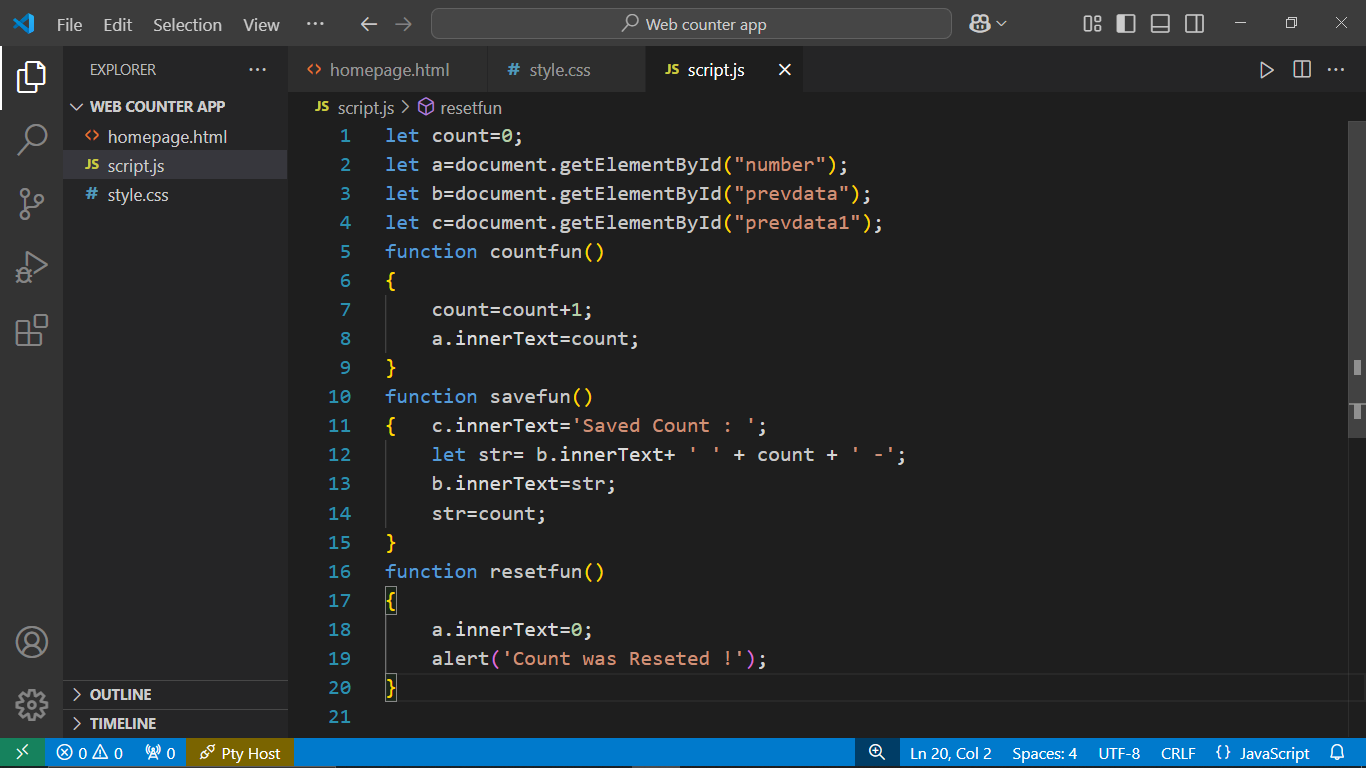 File Edit Selection View ··· Web counter app
EXPLORER ···
WEB COUNTER APP
<> homepage.html
JS script.js
# style.css
OUTLINE
TIMELINE
<> homepage.html # style.css JS script.js ···
JS script.js > resetfun
1 let count=0;
2 let a=document.getElementById("number");
3 let b=document.getElementById("prevdata");
4 let c=document.getElementById("prevdata1");
5 function countfun()
6 {
7     count=count+1;
8     a.innerText=count;
9 }
10 function savefun()
11 {   c.innerText='Saved Count : ';
12     let str= b.innerText+ ' ' + count + ' -';
13     b.innerText=str;
14     str=count;
15 }
16 function resetfun()
17 {
18     a.innerText=0;
19     alert('Count was Reseted !');
20 }
21
0 0 0 Pty Host Ln 20, Col 2 Spaces: 4 UTF-8 CRLF {} JavaScript